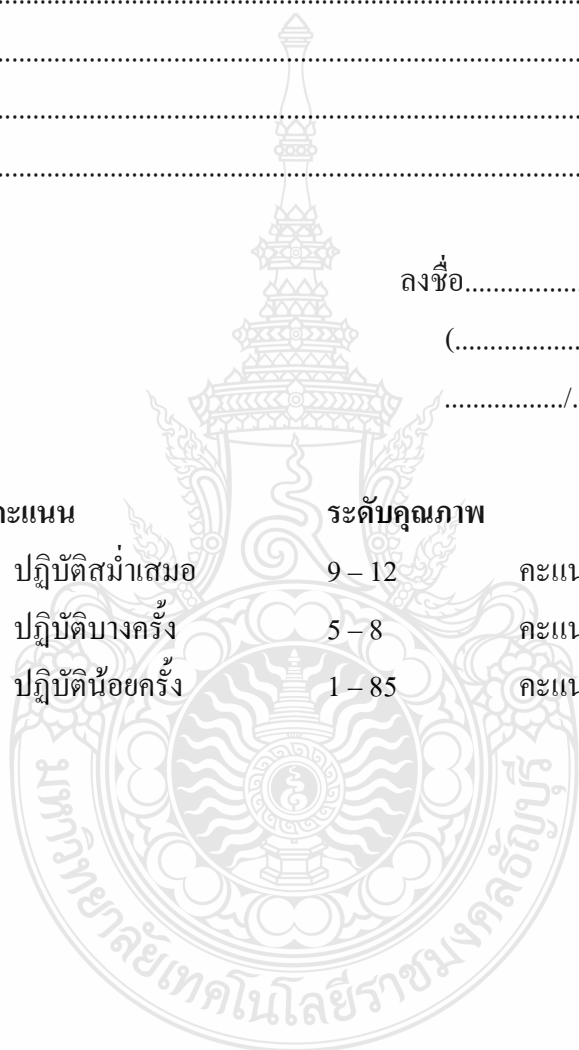 ................................................................................
................................................................................
................................................................................
................................................................................
ลงชื่อ..................
(...................
................./.
คะแนน ระดับคุณภาพ
ปฏิบัติสม่ำเสมอ 9 – 12 คะแน
ปฏิบัติบางครั้ง 5 – 8 คะแน
ปฏิบัติน้อยครั้ง 1 – 85 คะแน
มหาวิทยาลัยเทคโนโลยีราชมงคลธัญบุรี